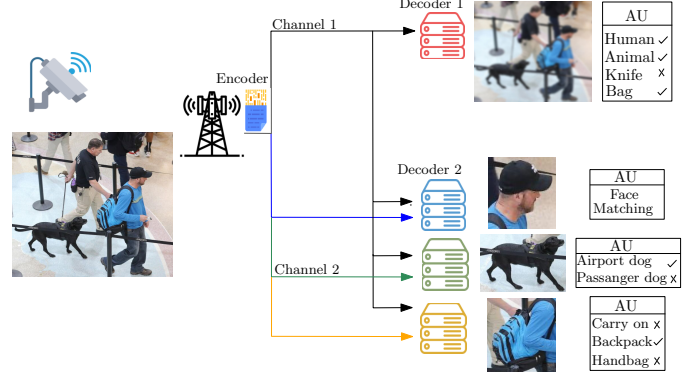 Decoder 1
Channel 1
AU
Human ✓
Animal ✓
Knife ✗
Bag ✓
Encoder
Decoder 2
AU
Face
Matching
Channel 2
AU
Airport dog ✓
Passanger dog ✗
AU
Carry on ✗
Backpack ✓
Handbag ✗